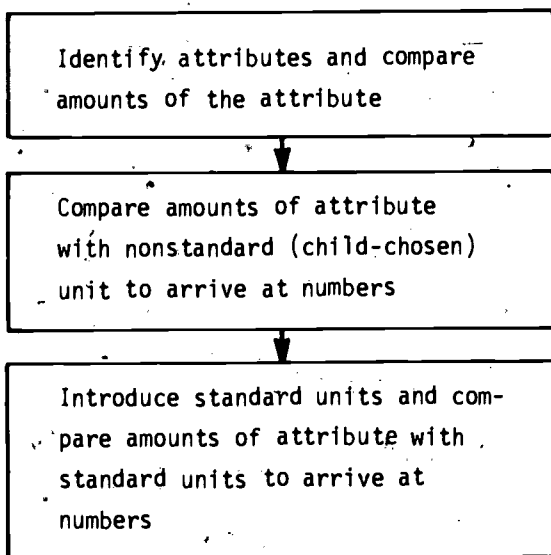 Identify attributes and compare
amounts of the attribute
Compare amounts of attribute
with nonstandard (child-chosen)
unit to arrive at numbers
Introduce standard units and com-
pare amounts of attribute with
standard units to arrive at
numbers